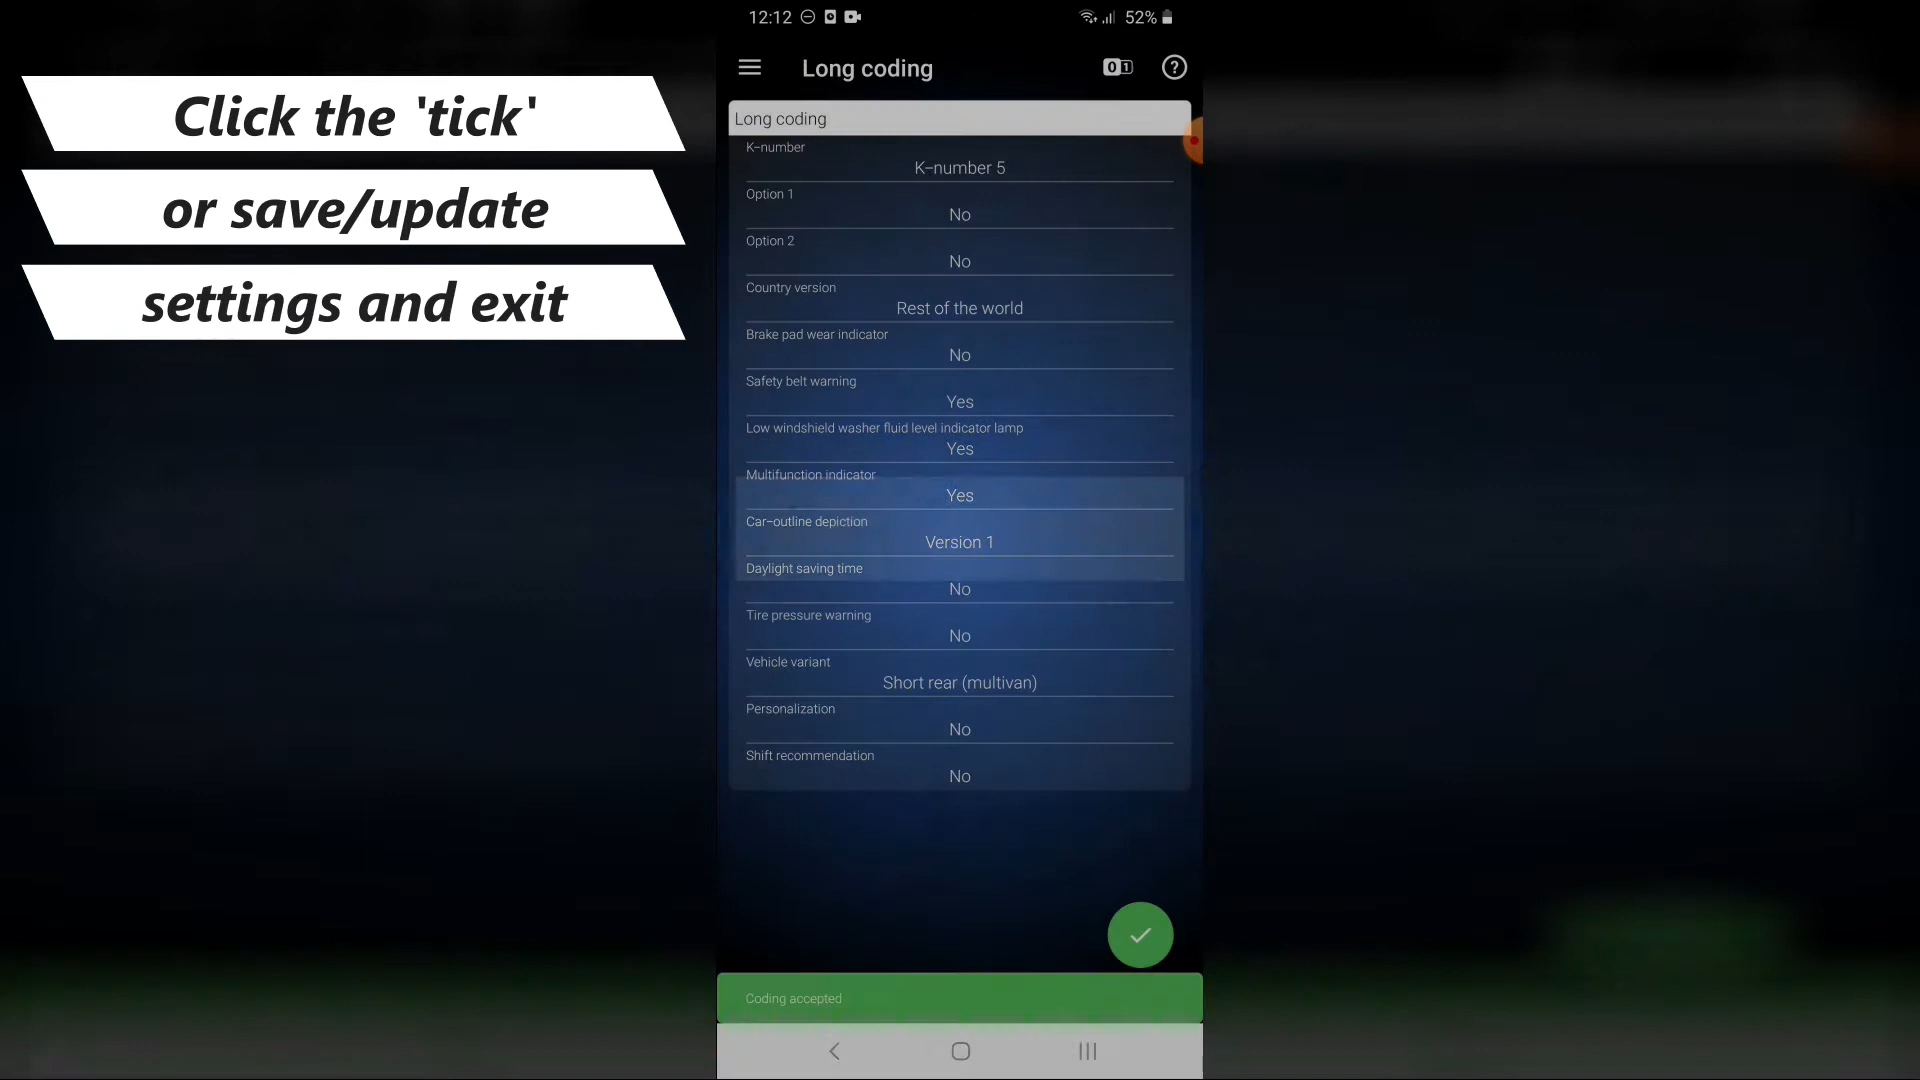 Click the 'tick'
or save/update
settings and exit
12:12
52%
Long coding
01
?
Long coding
K-number
K-number 5
Option 1
No
Option 2
No
Country version
Rest of the world
Brake pad wear indicator
No
Safety belt warning
Yes
Low windshield washer fluid level indicator lamp
Yes
Multifunction indicator
Yes
Car-outline depiction
Version 1
Daylight saving time
No
Tire pressure warning
No
Vehicle variant
Short rear (multivan)
Personalization
No
Shift recommendation
No
Coding accepted